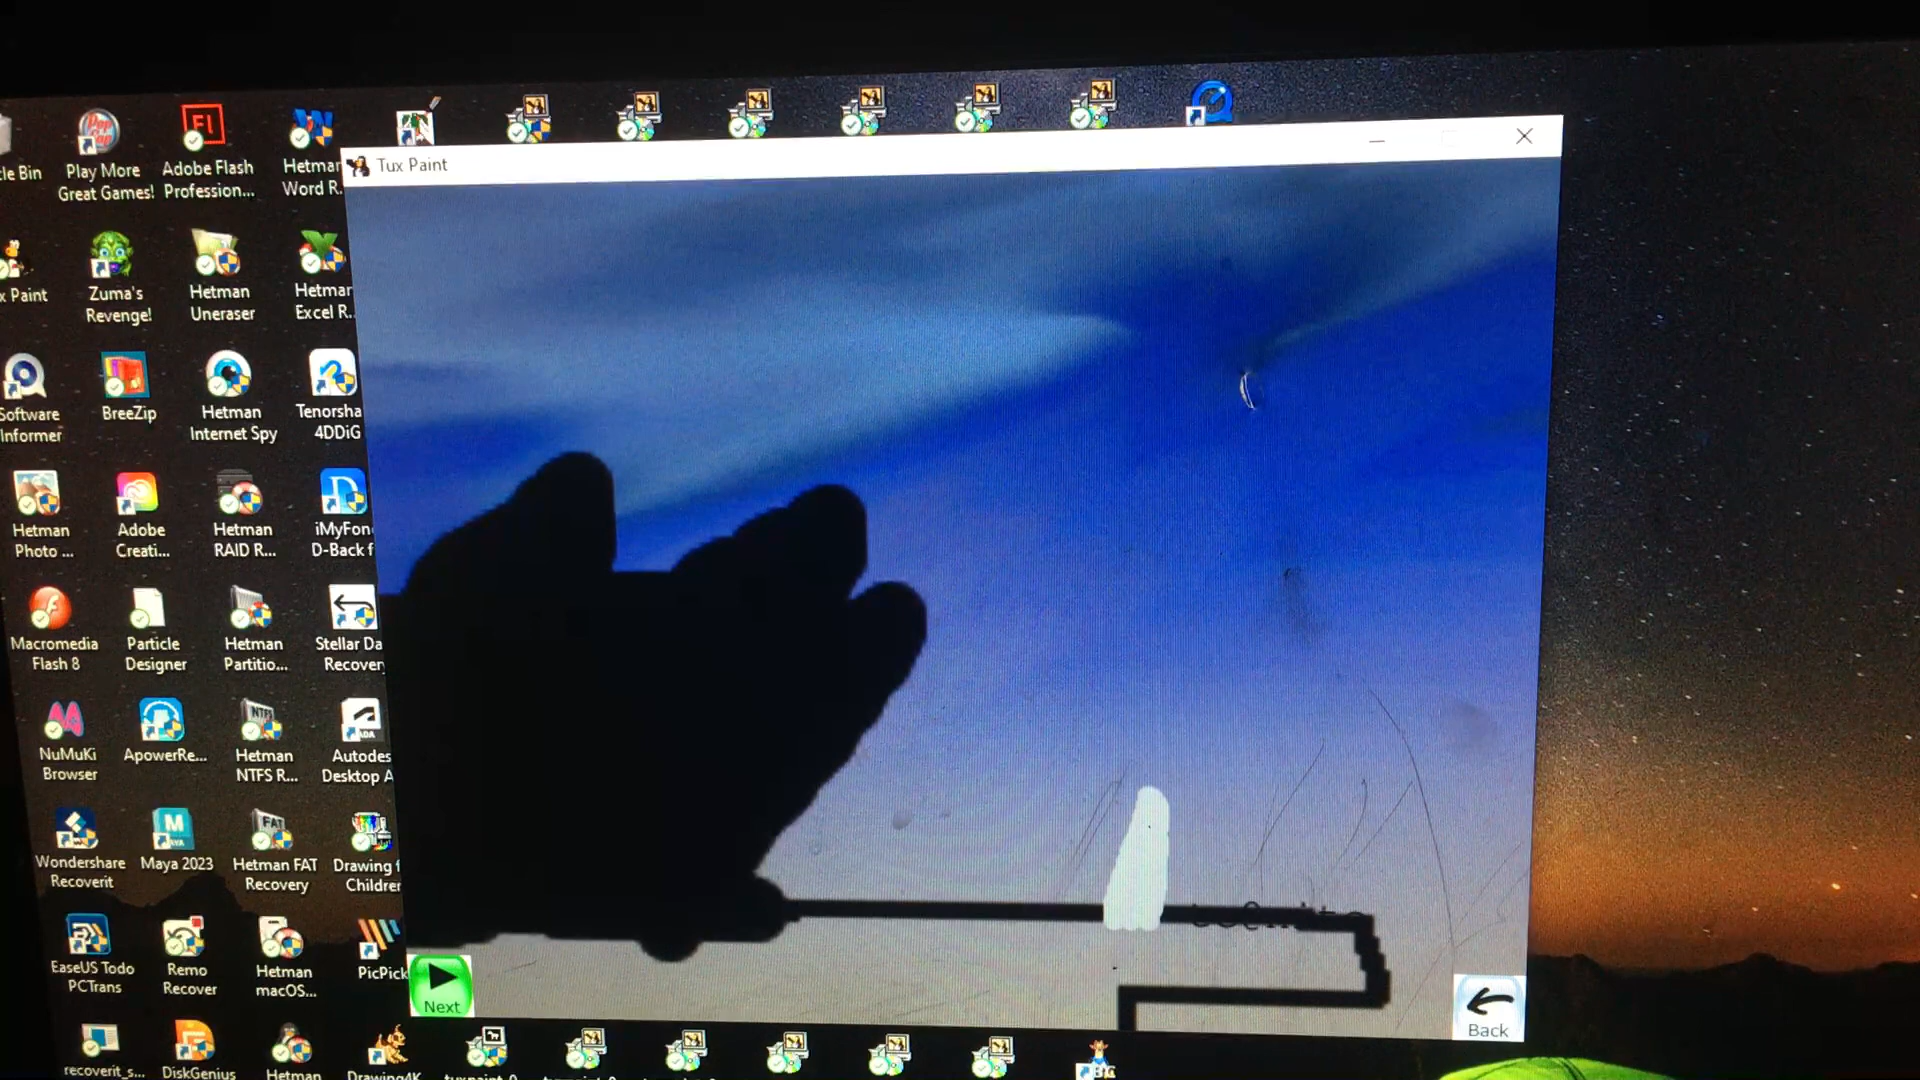 Tux Paint
le Bin
Play More
Great Games!
Adobe Flash
Profession...
Hetman
Word R.
x Paint
Zuma's
Revenge!
Hetman
Uneraser
Hetman
Excel R..
Software
Informer
BreeZip
Hetman
Internet Spy
Tenorsha
4DDiG
Hetman
Photo ...
Adobe
Creati...
Hetman
RAID R...
iMyFon
D-Back f
Macromedia
Flash 8
Particle
Designer
Hetman
Partitio...
Stellar Da
Recovery
NuMuKi
Browser
ApowerRe...
Hetman
NTFS R...
Autodes
Desktop A
Wondershare
Recoverit
Maya 2023
Hetman FAT
Recovery
Drawing f
Children
EaseUS Todo
PCTrans
Remo
Recover
Hetman
macOS...
PicPick
Next
Back
recoverit_s...
DiskGenius
Hetman
Drawing4K